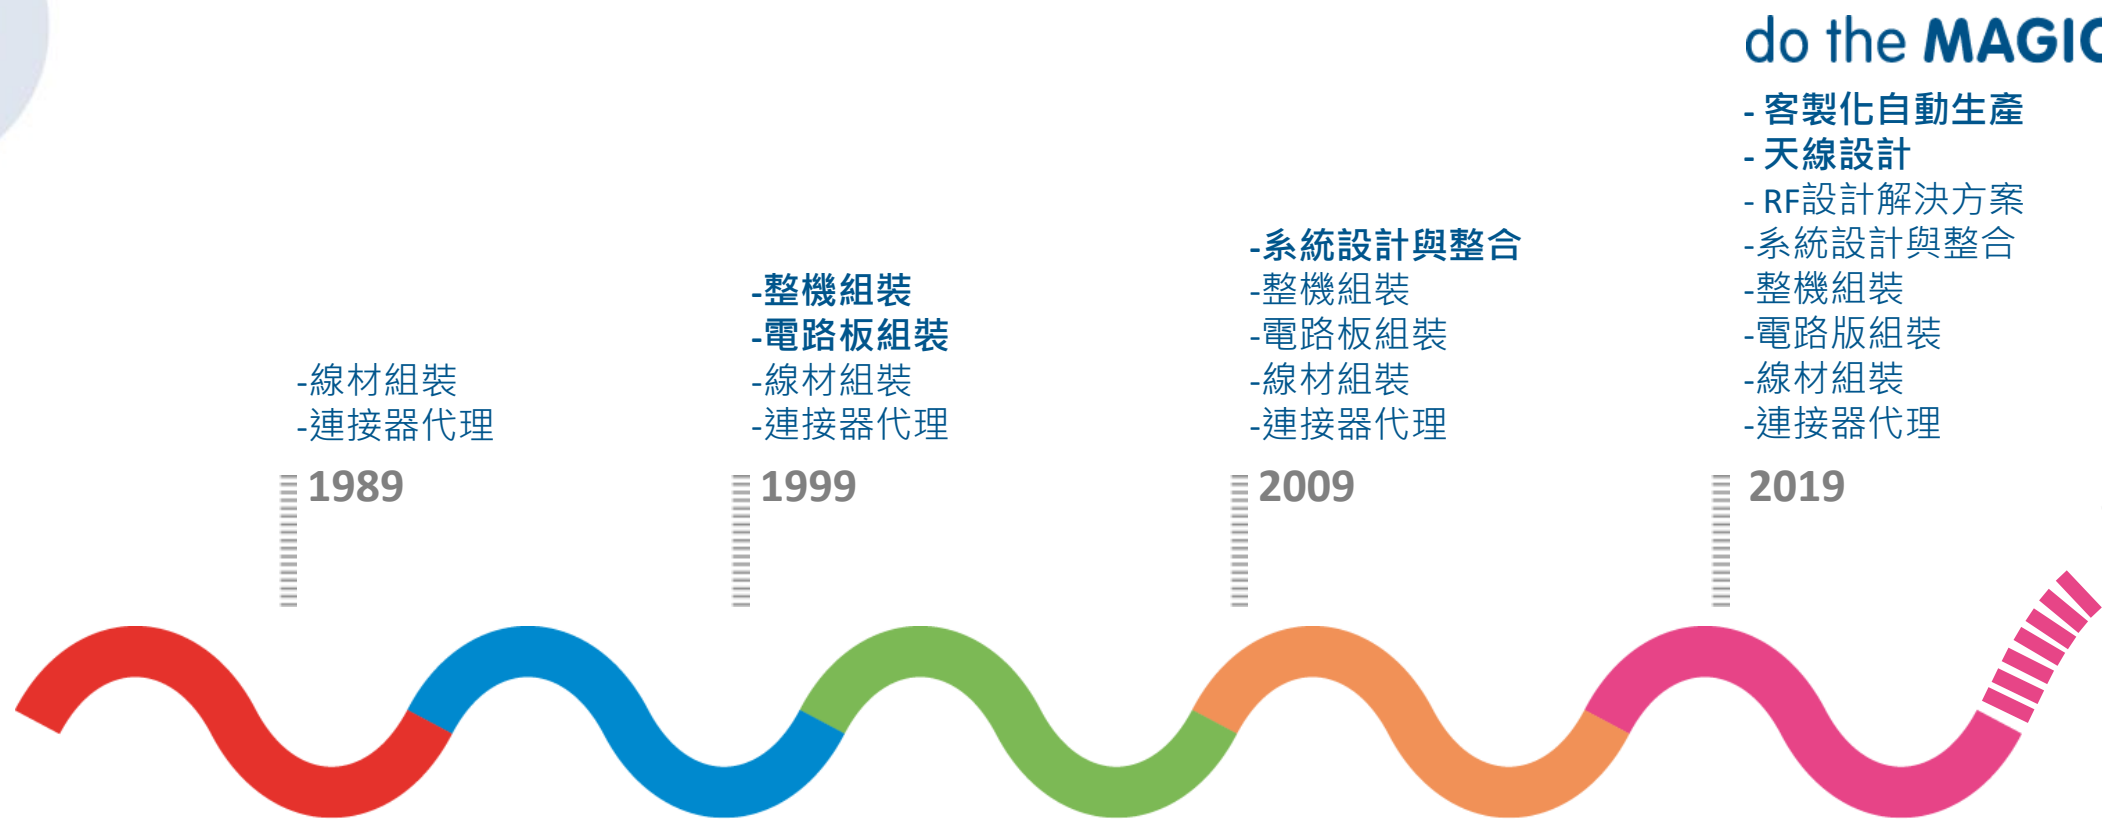 do the MAGIC
- 客製化自動生產
- 天線設計
- RF設計解決方案
-系統設計與整合
-整機組裝
-電路版組裝
-線材組裝
-連接器代理
2019
-系統設計與整合
-整機組裝
-電路板組裝
-線材組裝
-連接器代理
2009
-整機組裝
-電路板組裝
-線材組裝
-連接器代理
1999
-線材組裝
-連接器代理
1989